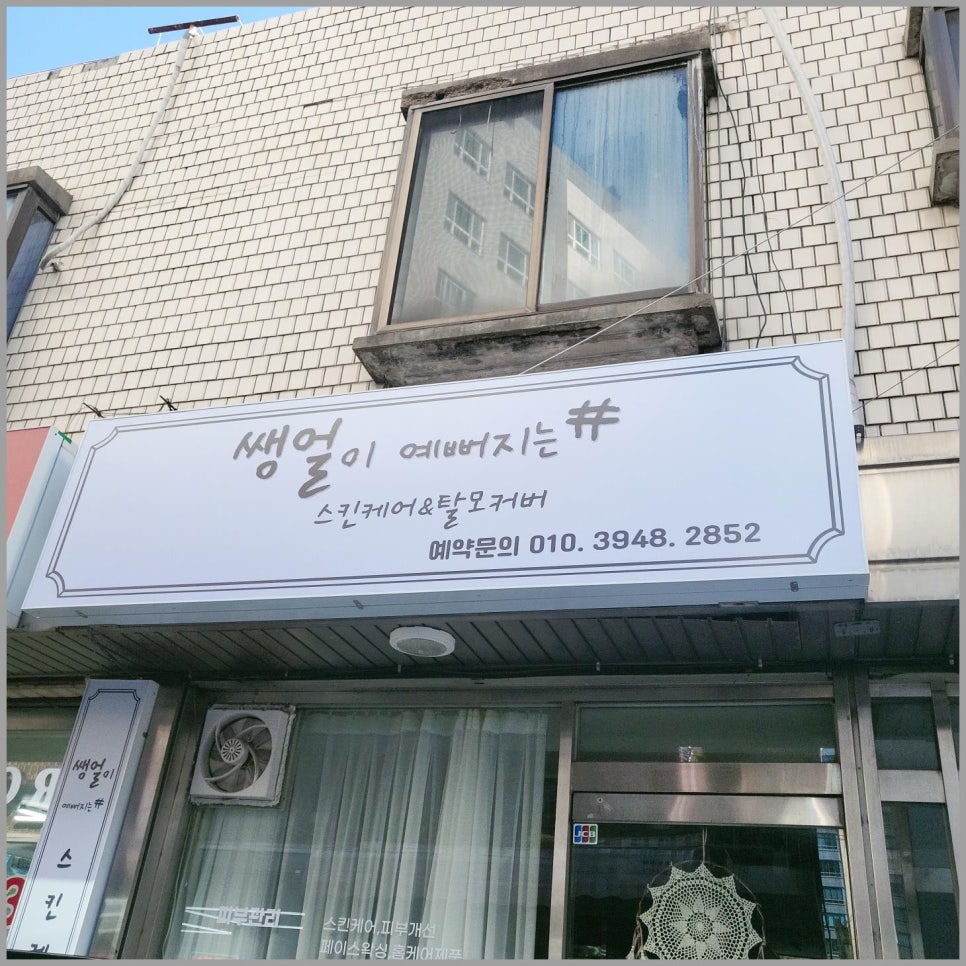 쌩얼이 예뻐지는#
스킨케어&탈모커버
예약문의 010. 3948. 2852
쌩얼이
예뻐지는#
스
킨
JCB
피부관리
스킨케어,피부개선
페이스왁싱,홈케어제품